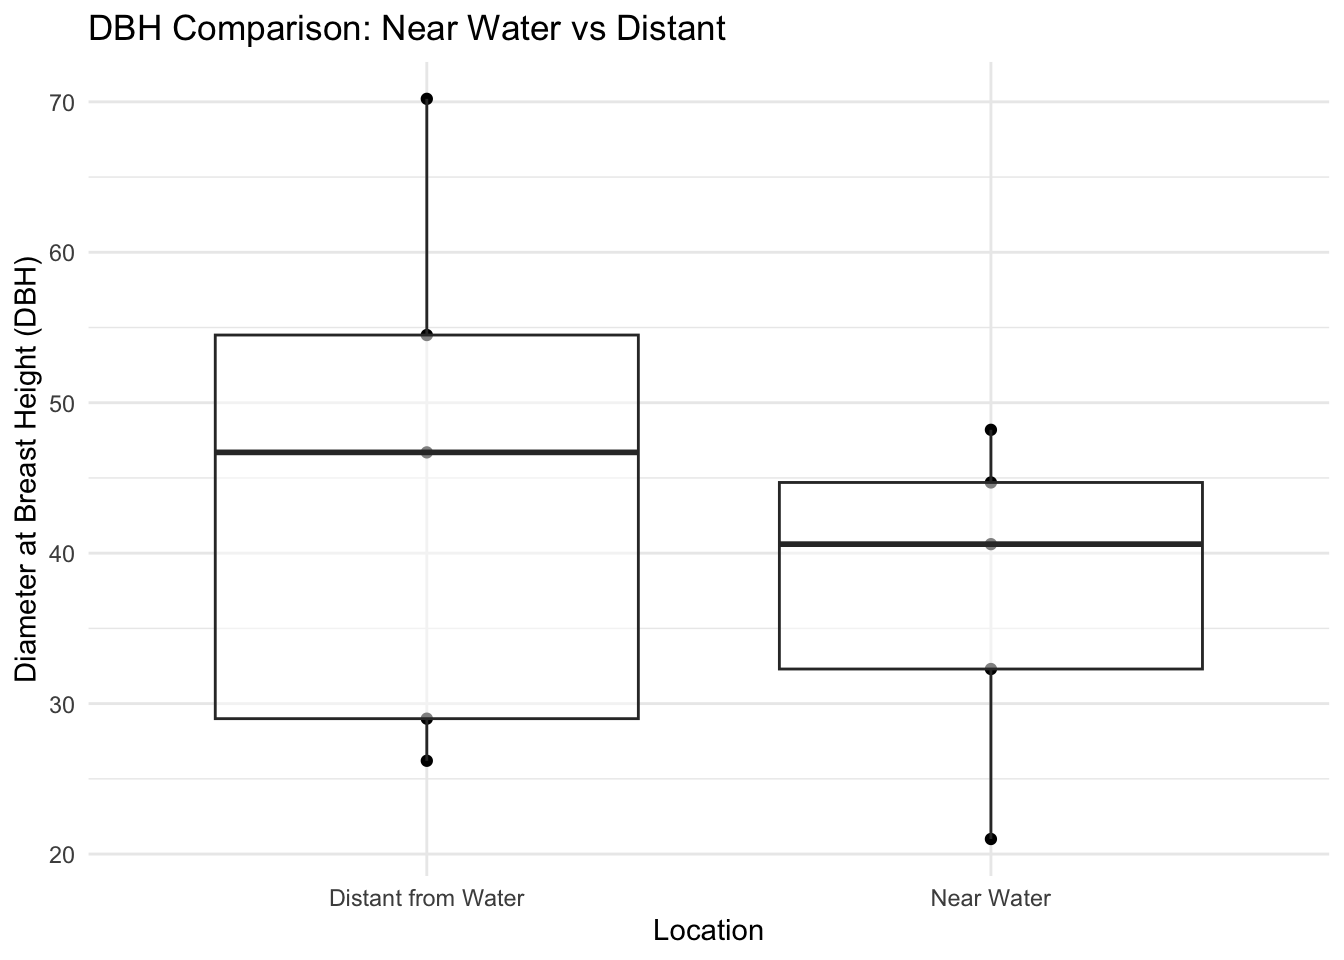 DBH Comparison: Near Water vs Distant
Diameter at Breast Height (DBH)
70
60
50
40
30
20
Distant from Water
Near Water
Location